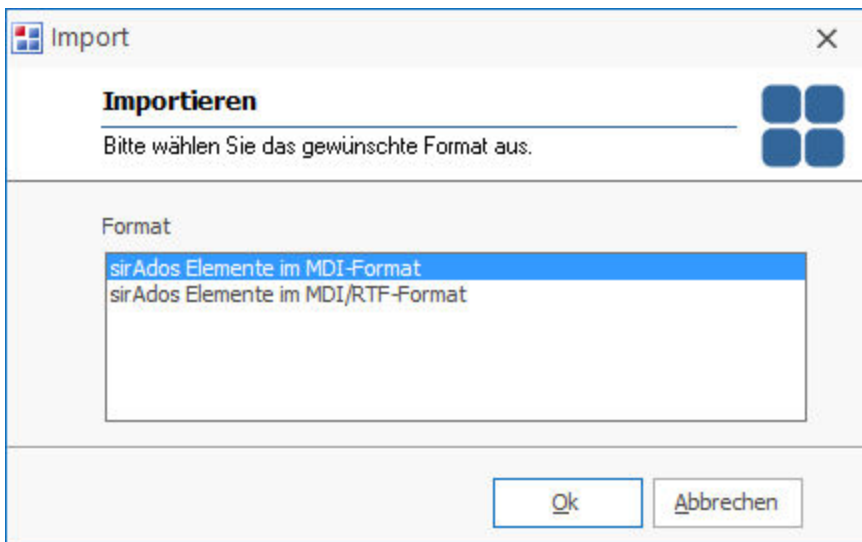 Import
Importieren
Bitte wählen Sie das gewünschte Format aus.
Format
sirAdos Elemente im MDI-Format
sirAdos Elemente im MDI/RTF-Format
Ok
Abbrechen